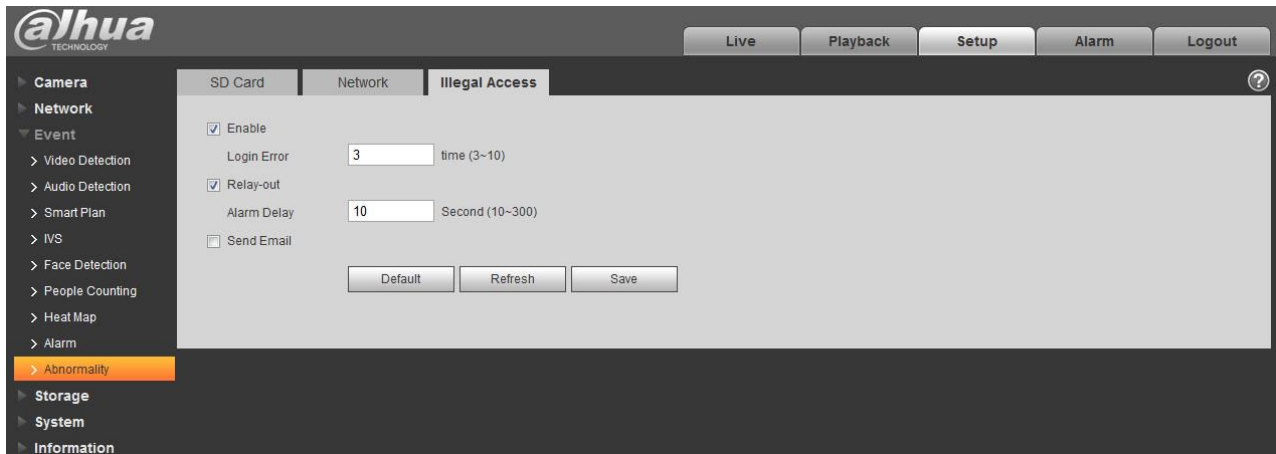 alhua
TECHNOLOGY
Live Playback Setup Alarm Logout
Camera
Network
Event
Video Detection
Audio Detection
Smart Plan
IVS
Face Detection
People Counting
Heat Map
Alarm
Abnormality
Storage
System
Information
SD Card Network Illegal Access
?
Enable
Login Error 3 time (3~10)
Relay-out
Alarm Delay 10 Second (10~300)
Send Email
Default Refresh Save